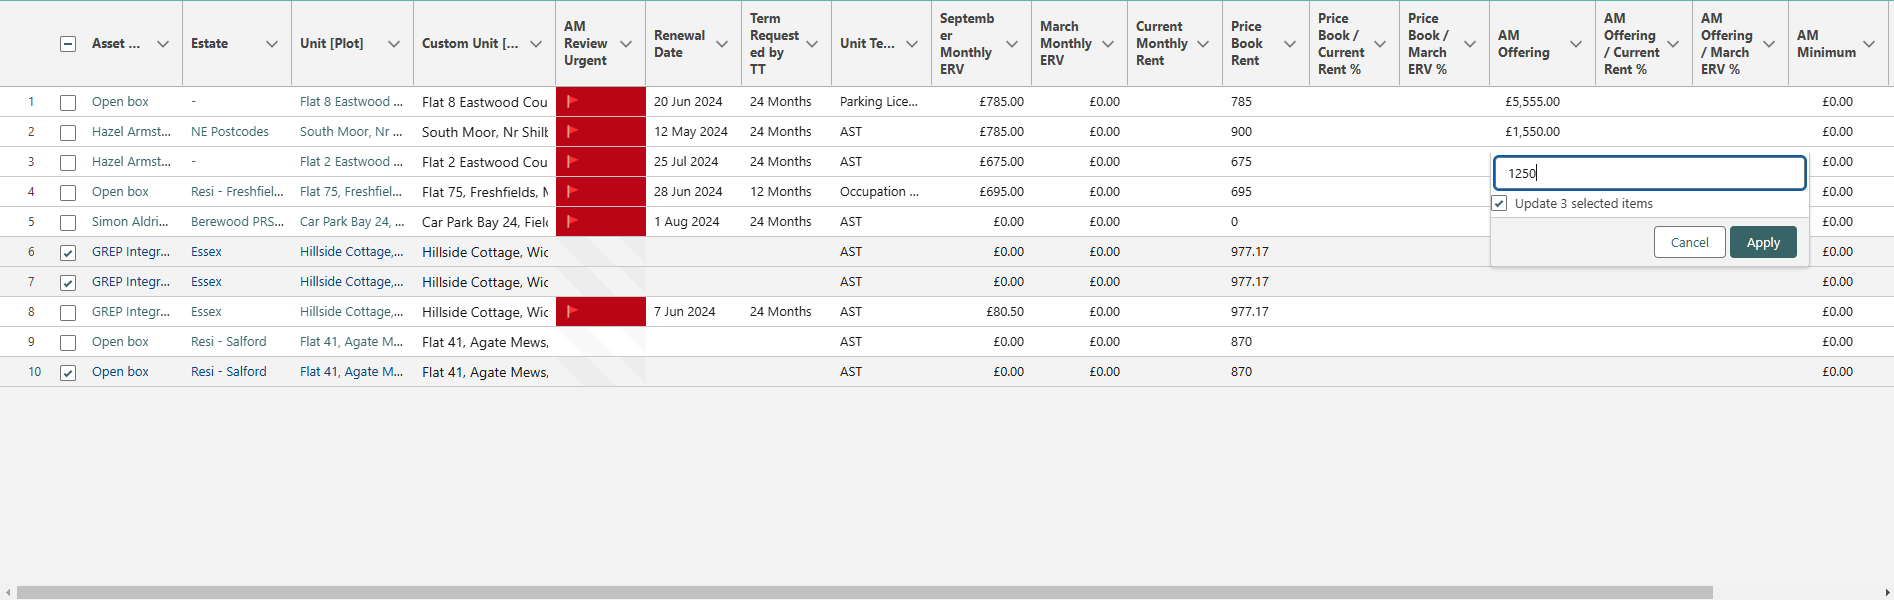 Asset ... Estate Unit [Plot] Custom Unit [... AM Review Urgent Renewal Date Term Requested by TT Unit Te... September Monthly ERV March Monthly ERV Current Monthly Rent Price Book Rent Price Book / Current Rent % Price Book / March ERV % AM Offering AM Offering / Current Rent % AM Offering / March ERV % AM Minimum
1 Open box - Flat 8 Eastwood ... Flat 8 Eastwood Cou 20 Jun 2024 24 Months Parking Lice... £785.00 £0.00 785 £5,555.00 £0.00
2 Hazel Armst... NE Postcodes South Moor, Nr ... South Moor, Nr Shilb 12 May 2024 24 Months AST £785.00 £0.00 900 £1,550.00 £0.00
3 Hazel Armst... - Flat 2 Eastwood ... Flat 2 Eastwood Cou 25 Jul 2024 24 Months AST £675.00 £0.00 675 £0.00
1250
4 Open box Resi - Freshfiel... Flat 75, Freshfiel... Flat 75, Freshfields, 28 Jun 2024 12 Months Occupation ... £695.00 £0.00 695 £0.00
Update 3 selected items
5 Simon Aldri... Berewood PRS... Car Park Bay 24, ... Car Park Bay 24, Fiel 1 Aug 2024 24 Months AST £0.00 £0.00 0 £0.00
Cancel Apply
6 GREP Integr... Essex Hillside Cottage,... Hillside Cottage, Wic AST £0.00 £0.00 977.17 £0.00
7 GREP Integr... Essex Hillside Cottage,... Hillside Cottage, Wic AST £0.00 £0.00 977.17 £0.00
8 GREP Integr... Essex Hillside Cottage,... Hillside Cottage, Wic 7 Jun 2024 24 Months AST £80.50 £0.00 977.17 £0.00
9 Open box Resi - Salford Flat 41, Agate M... Flat 41, Agate Mews, AST £0.00 £0.00 870 £0.00
10 Open box Resi - Salford Flat 41, Agate M... Flat 41, Agate Mews, AST £0.00 £0.00 870 £0.00